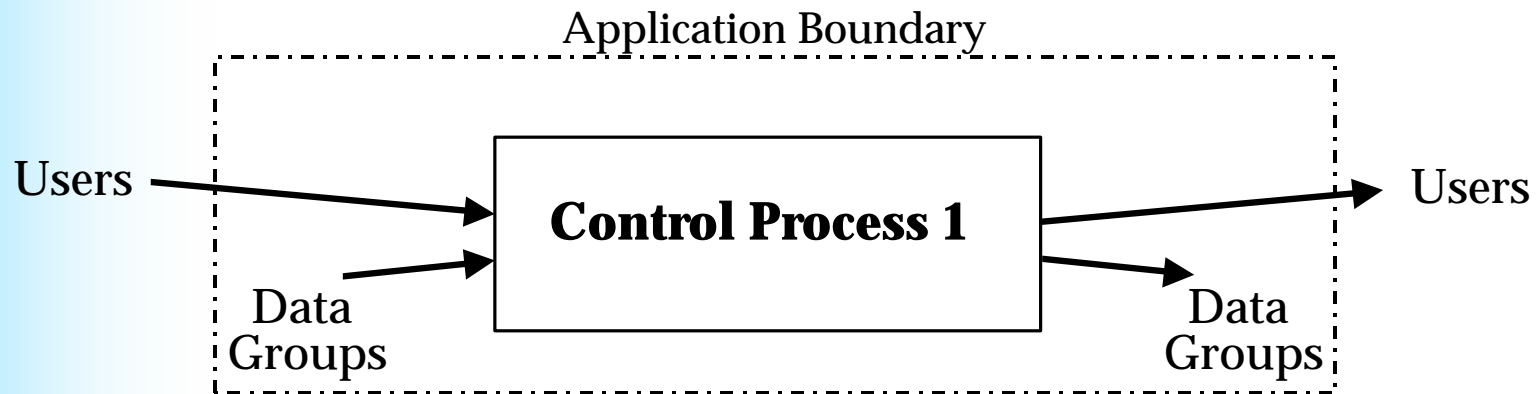 Application Boundary
Users
Control Process 1
Users
Data
Groups
Data
Groups